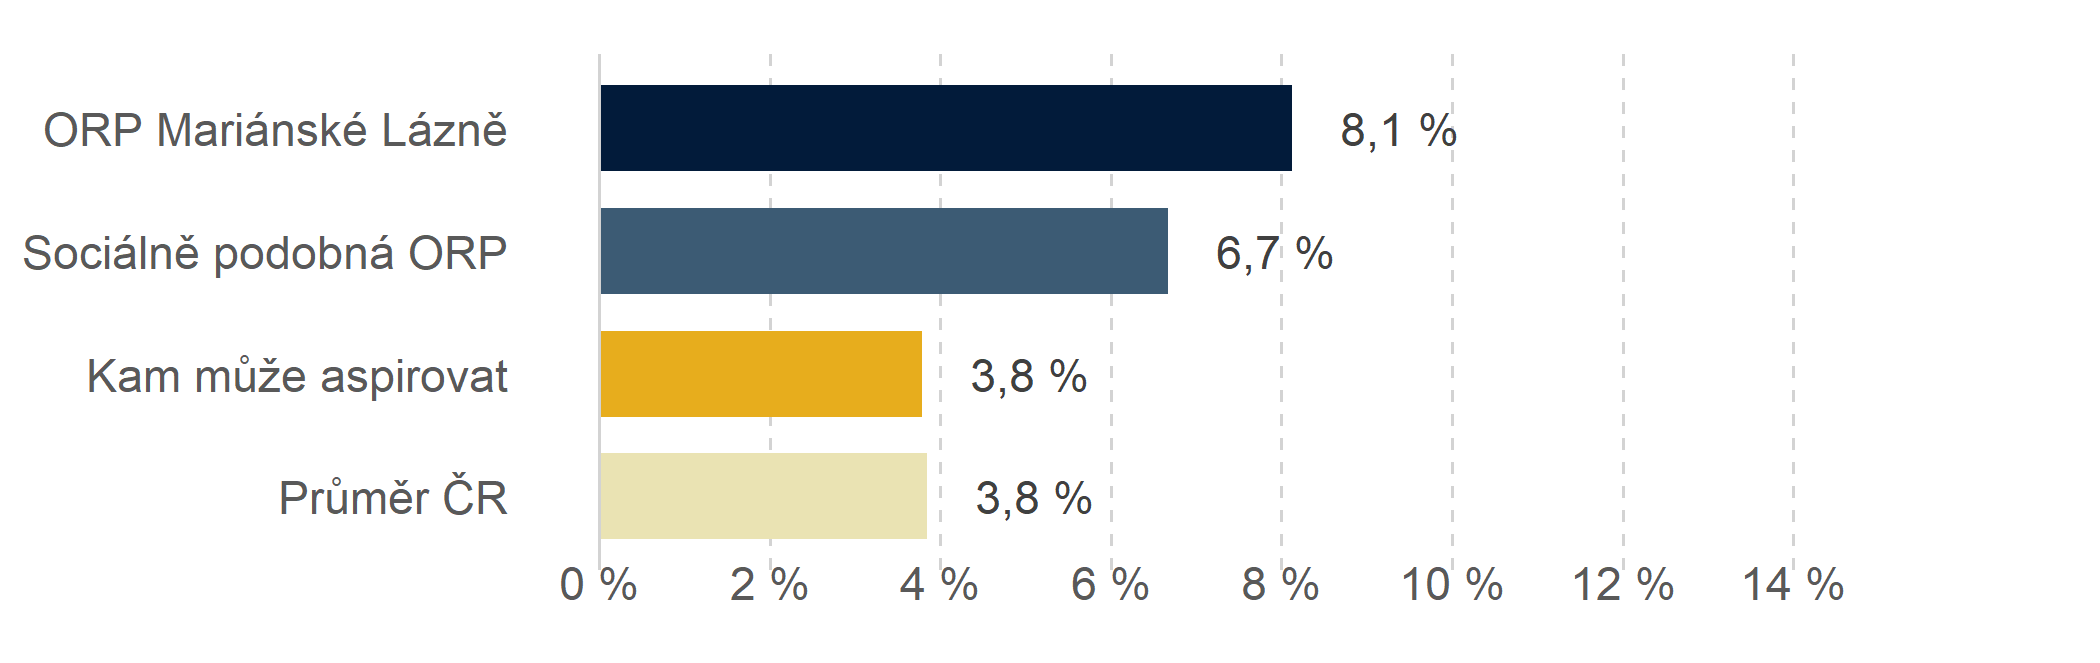 ORP Mariánské Lázně
8,1 %
Sociálně podobná ORP
6,7 %
Kam může aspirovat
3,8 %
Průměr ČR
3,8 %
0 % 2 % 4 % 6 % 8 % 10 % 12 % 14 %